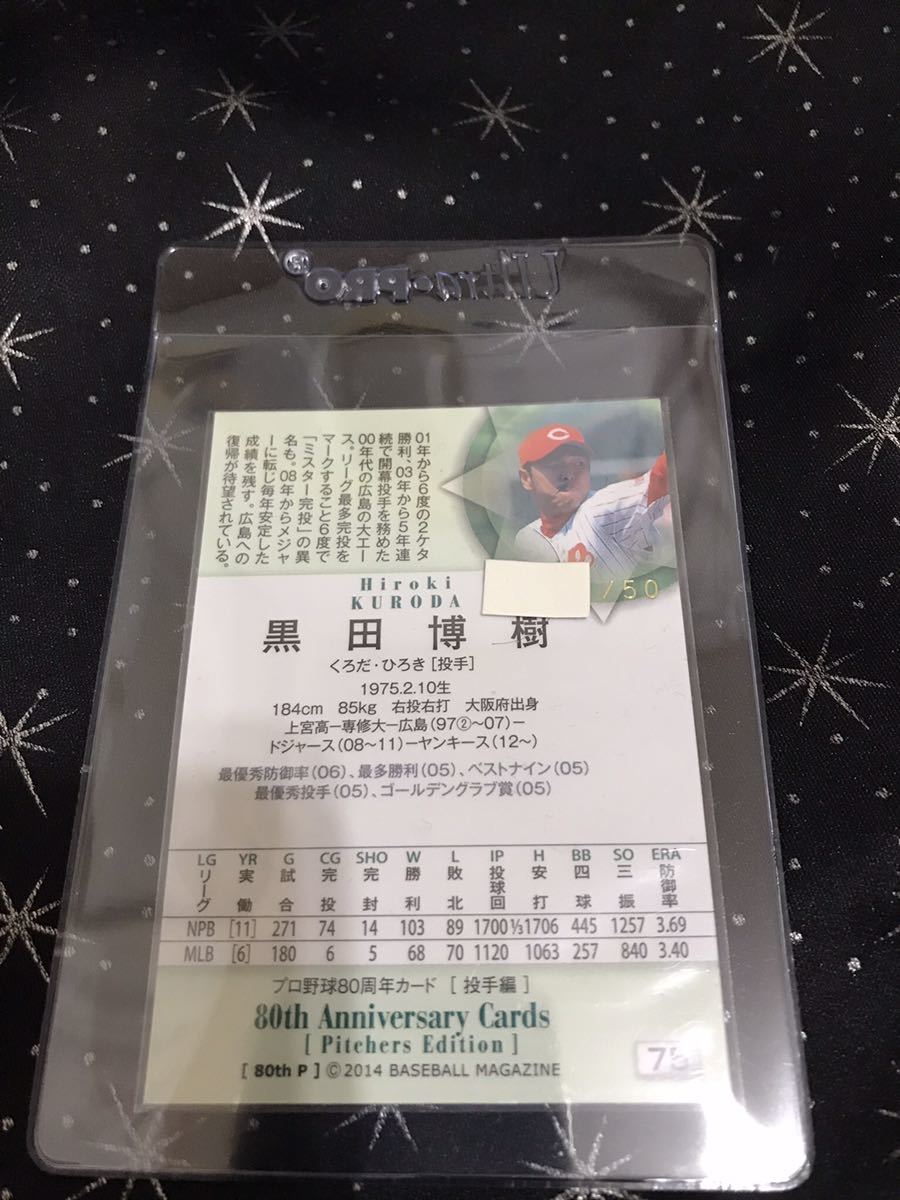 Ultra•PRO
01年から6度の2ケタ
勝利、03年から5年連
続で開幕投手を務めた
00年代の広島の大エー
ス。リーグ最多完投を
マークすること6度で
「ミスター完投」の異
名も。08年からメジャ
ーに転じ毎年安定した
成績を残す。広島への
復帰が待望されている。
/50
Hiroki
KURODA
黒田博樹
くろだ・ひろき[投手]
1975.2.10生
184cm 85kg 右投右打 大阪府出身
上宮高ー専修大ー広島(97②〜07)ー
ドジャース(08〜11)ーヤンキース(12〜)
最優秀防御率(06)、最多勝利(05)、ベストナイン(05)
最優秀投手(05)、ゴールデングラブ賞(05)
LG YR G CG SHO W L IP H BB SO ERA
リーグ 実働 試合 完投 完封 勝利 敗北 投球回 安打 四球 三振 防御率
NPB [11] 271 74 14 103 89 1700 1/3 1706 445 1257 3.69
MLB [6] 180 6 5 68 70 1120 1063 257 840 3.40
プロ野球80周年カード [投手編]
80th Anniversary Cards
[Pitchers Edition]
[80th P] ©2014 BASEBALL MAGAZINE
75